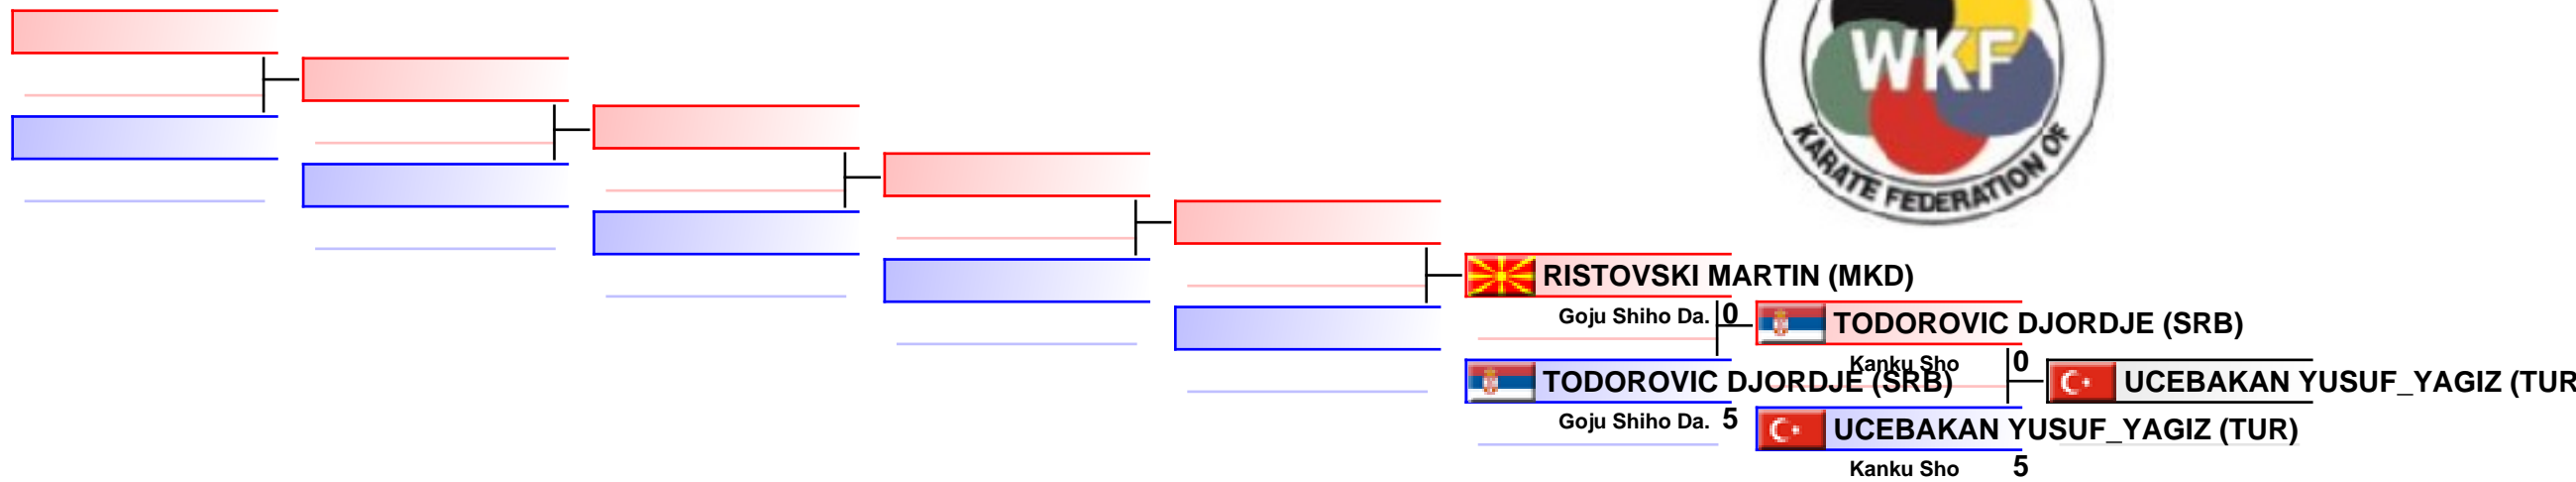 WKF
KARATE FEDERATION OF
RISTOVSKI MARTIN (MKD)
Goju Shiho Da. 0
TODOROVIC DJORDJE (SRB)
Kanku Sho 0
TODOROVIC DJORDJE (SRB)
UCEBAKAN YUSUF_YAGIZ (TUR
Goju Shiho Da. 5
UCEBAKAN YUSUF_YAGIZ (TUR)
Kanku Sho 5